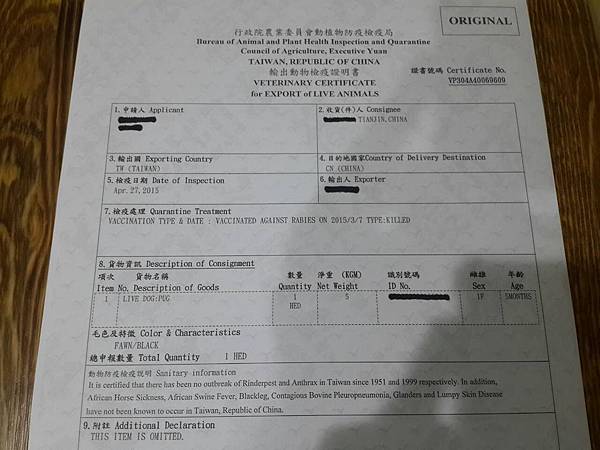 ORIGINAL
行政院農業委員會動植物防疫檢疫局
Bureau of Animal and Plant Health Inspection and Quarantine
Council of Agriculture, Executive Yuan
TAIWAN, REPUBLIC OF CHINA
輸出動物檢疫證明書
VETERINARY CERTIFICATE
for EXPORT of LIVE ANIMALS
證書號碼 Certificate No.
YP304A40069609
1.申請人 Applicant
2.收貨(件)人 Consignee
TIANJIN,CHINA
3.輸出國 Exporting Country
TW (TAIWAN)
4.目的地國家Country of Delivery Destination
CN (CHINA)
5.檢疫日期 Date of Inspection
Apr.27,2015
6.輸出人 Exporter
7.檢疫處理 Quarantine Treatment
VACCINATION TYPE & DATE : VACCINATED AGAINST RABIES ON 2015/3/7 TYPE:KILLED
8.貨物資訊 Description of Consignment
項次 貨物名稱 數量 淨重 (KGM) 識別號碼 雌雄 年齡
Item No. Description of Goods Quantity Net Weight ID No. Sex Age
1 LIVE DOG:PUG 1 5 1F 5MONTHS
HED
毛色及特徵 Color & Characteristics
FAWN/BLACK
總申報數量 Total Quantity 1 HED
動物防疫檢疫說明 Sanitary information
It is certified that there has been no outbreak of Rinderpest and Anthrax in Taiwan since 1951 and 1999 respectively. In addition,
African Horse Sickness, African Swine Fever, Blackleg, Contagious Bovine Pleuropneumonia, Glanders and Lumpy Skin Disease
have not been known to occur in Taiwan, Republic of China.
9.附註 Additional Declaration
THIS ITEM IS OMITTED.